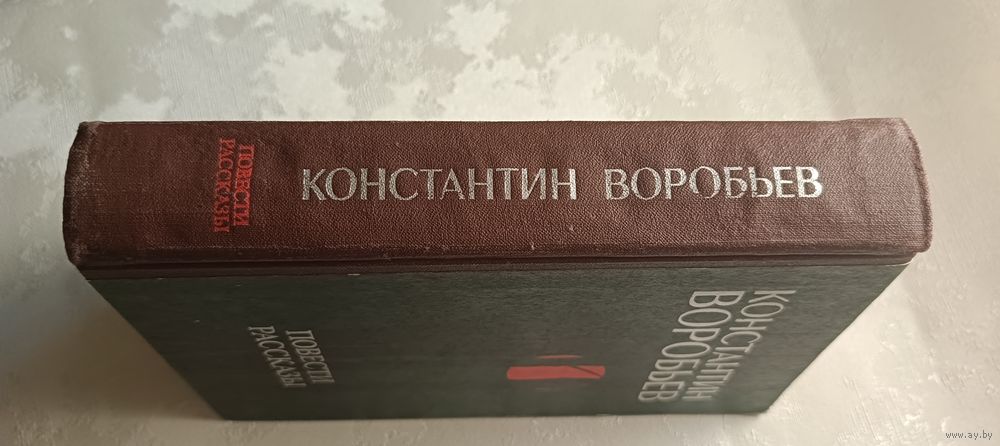 КОНСТАНТИН ВОРОБЬЕВ
ПОВЕСТИ
РАССКАЗЫ
КОНСТАНТИН
ВОРОБЬЕВ
ПОВЕСТИ
РАССКАЗЫ
www.ay.by